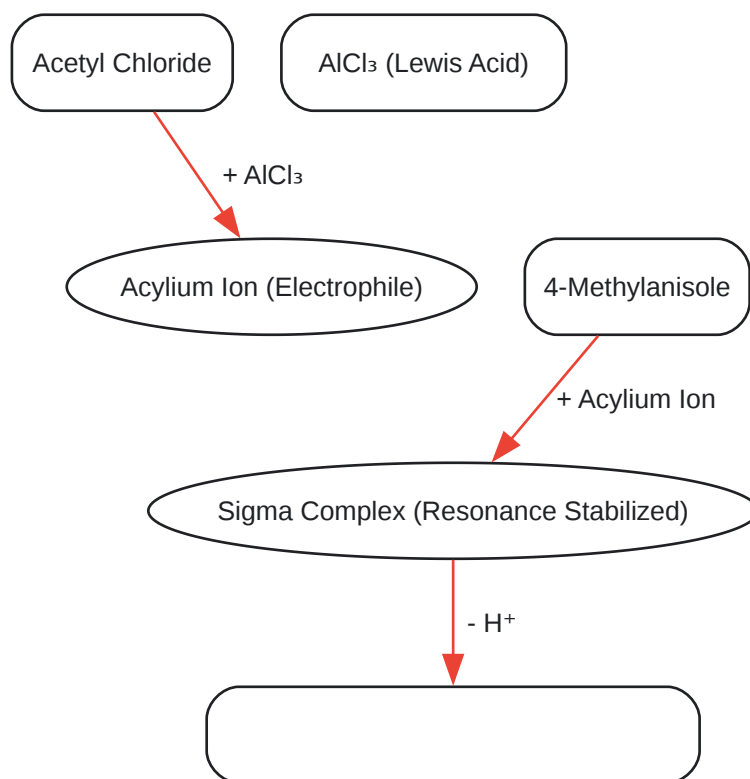 Acetyl Chloride
AlCl₃ (Lewis Acid)
+ AlCl₃
Acylium Ion (Electrophile)
4-Methylanisole
+ Acylium Ion
Sigma Complex (Resonance Stabilized)
- H⁺